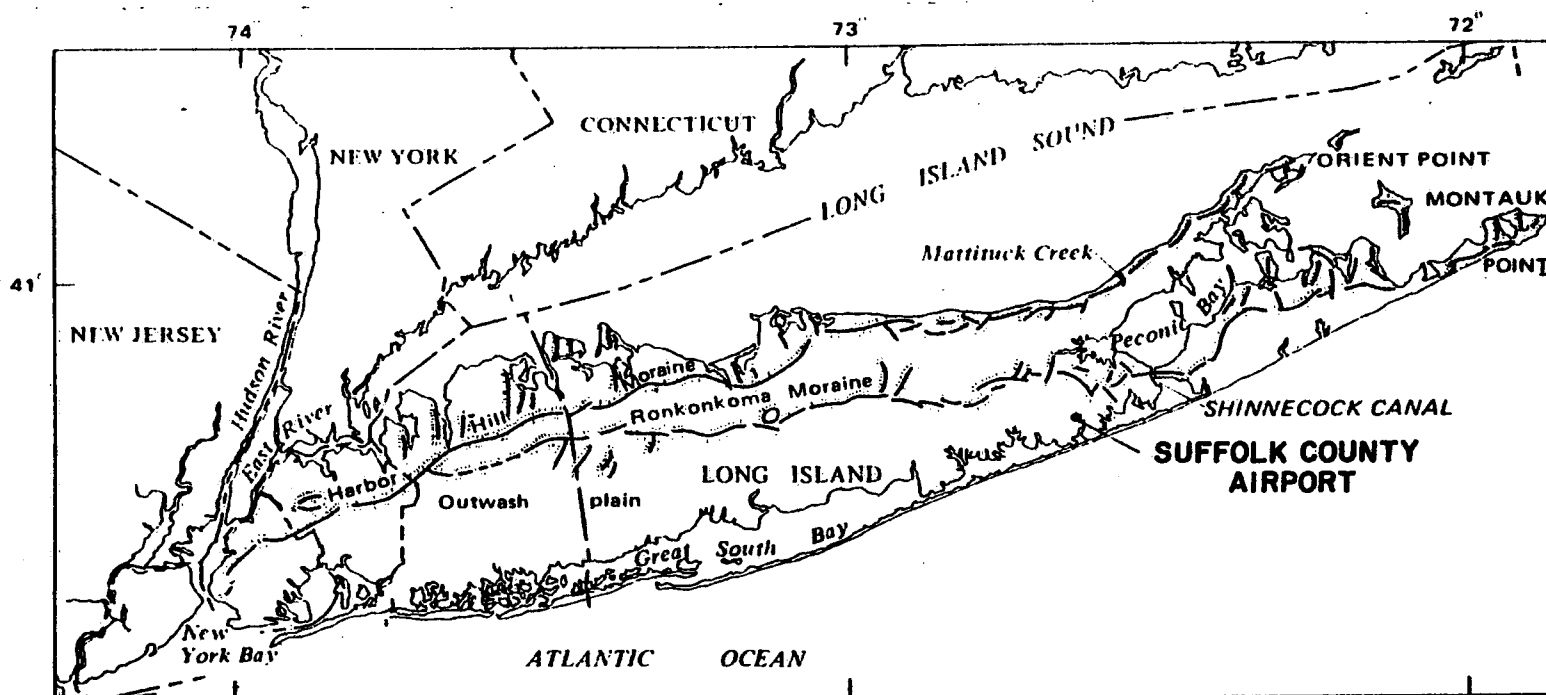 74°
73
72°
CONNECTICUT
NEW YORK
LONG ISLAND SOUND
ORIENT POINT
MONTAUK
POINT
Mattituck Creek
41°
NEW JERSEY
Hudson River
East River
Peconic Bay
Harbor Hill Moraine
Ronkonkoma Moraine
SHINNECOCK CANAL
SUFFOLK COUNTY
AIRPORT
LONG ISLAND
Outwash plain
Great South Bay
New
York Bay
ATLANTIC OCEAN